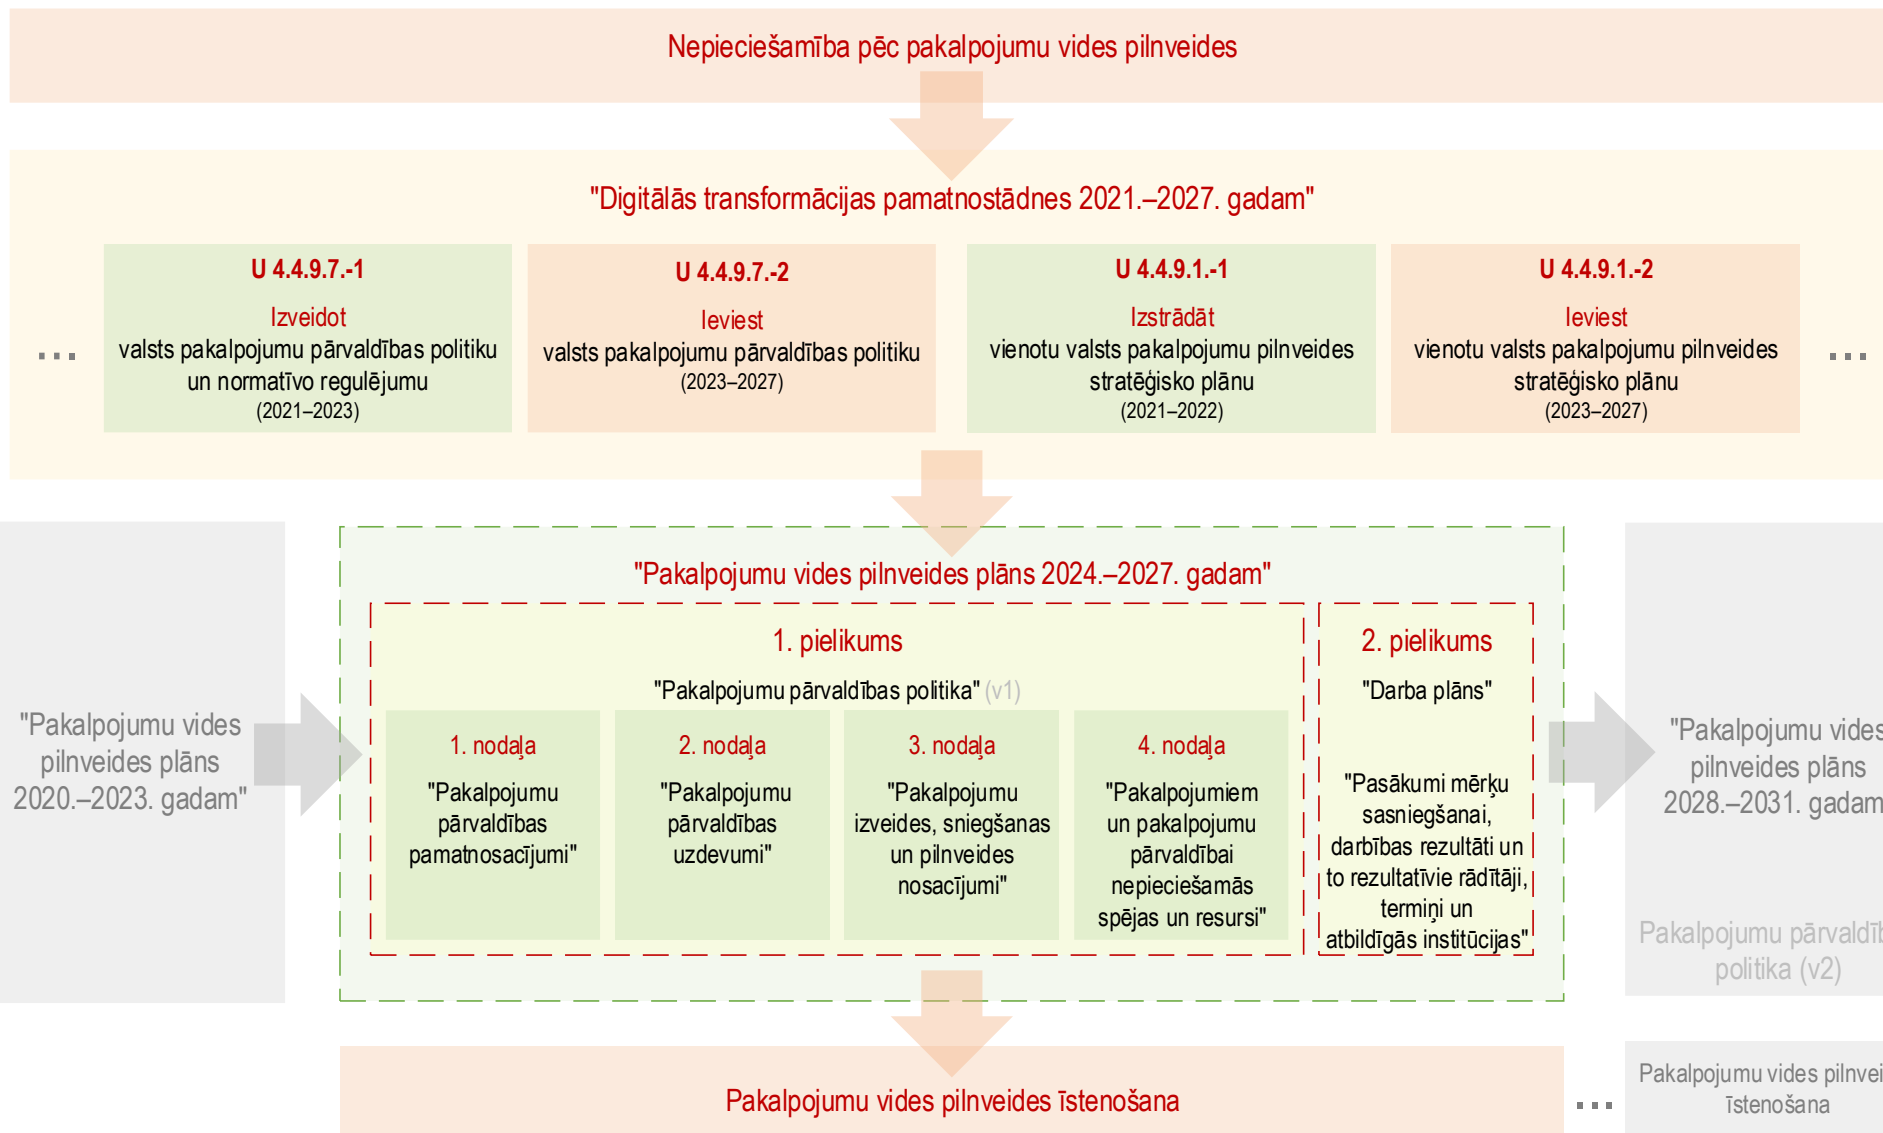 Nepieciešamība pēc pakalpojumu vides pilnveides
"Digitālās transformācijas pamatnostādnes 2021.–2027. gadam"
...
U 4.4.9.7.-1
Izveidot
valsts pakalpojumu pārvaldības politiku
un normatīvo regulējumu
(2021–2023)
U 4.4.9.7.-2
Ieviest
valsts pakalpojumu pārvaldības politiku
(2023–2027)
U 4.4.9.1.-1
Izstrādāt
vienotu valsts pakalpojumu pilnveides
stratēģisko plānu
(2021–2022)
U 4.4.9.1.-2
Ieviest
vienotu valsts pakalpojumu pilnveides
stratēģisko plānu
(2023–2027)
...
"Pakalpojumu vides
pilnveides plāns
2020.–2023. gadam"
"Pakalpojumu vides pilnveides plāns 2024.–2027. gadam"
1. pielikums
"Pakalpojumu pārvaldības politika" (v1)
1. nodaļa
"Pakalpojumu
pārvaldības
pamatnosacījumi"
2. nodaļa
"Pakalpojumu
pārvaldības
uzdevumi"
3. nodaļa
"Pakalpojumu
izveides, sniegšanas
un pilnveides
nosacījumi"
4. nodaļa
"Pakalpojumiem
un pakalpojumu
pārvaldībai
nepieciešamās
spējas un resursi"
2. pielikums
"Darba plāns"
"Pasākumi mērķu
sasniegšanai,
darbības rezultāti un
to rezultatīvie rādītāji,
termiņi un
atbildīgās institūcijas"
"Pakalpojumu vides
pilnveides plāns
2028.–2031. gadam
Pakalpojumu pārvaldīb
politika (v2)
Pakalpojumu vides pilnveides īstenošana
...
Pakalpojumu vides pilnvei
īstenošana